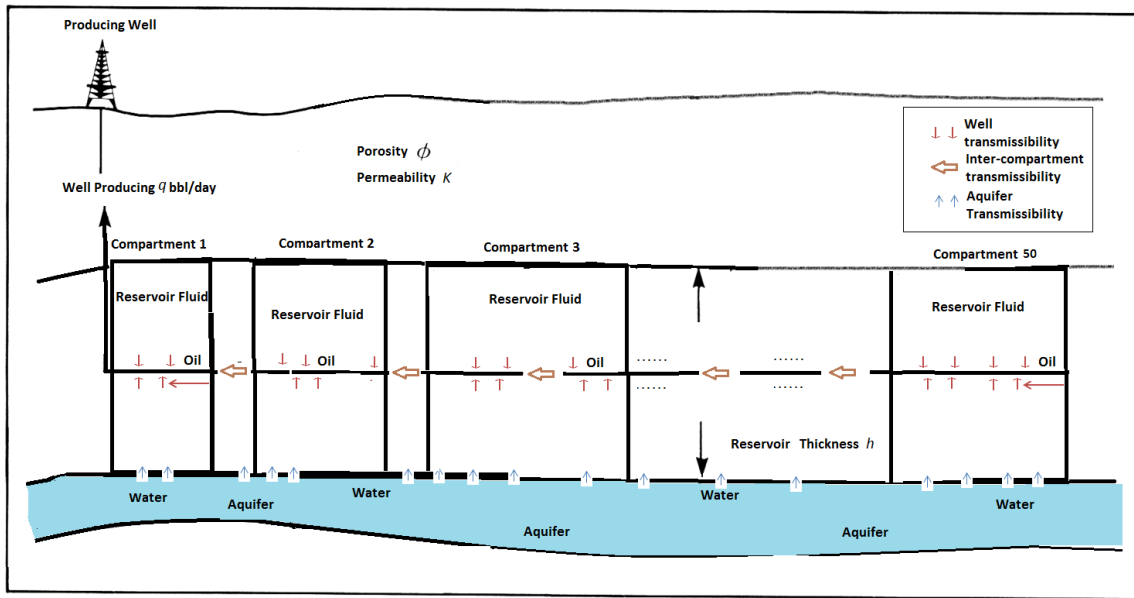 Producing Well
Well
transmissibility
Inter-compartment
transmissibility
Aquifer
Transmissibility
Porosity ϕ
Permeability K
Well Producing q bbl/day
Compartment 1
Compartment 2
Compartment 3
Compartment 50
Reservoir Fluid
Reservoir Fluid
Reservoir Fluid
Reservoir Fluid
Oil
Oil
Oil
Oil
......
......
......
......
Reservoir Thickness h
Water
Aquifer
Water
Aquifer
Water
Aquifer
Water